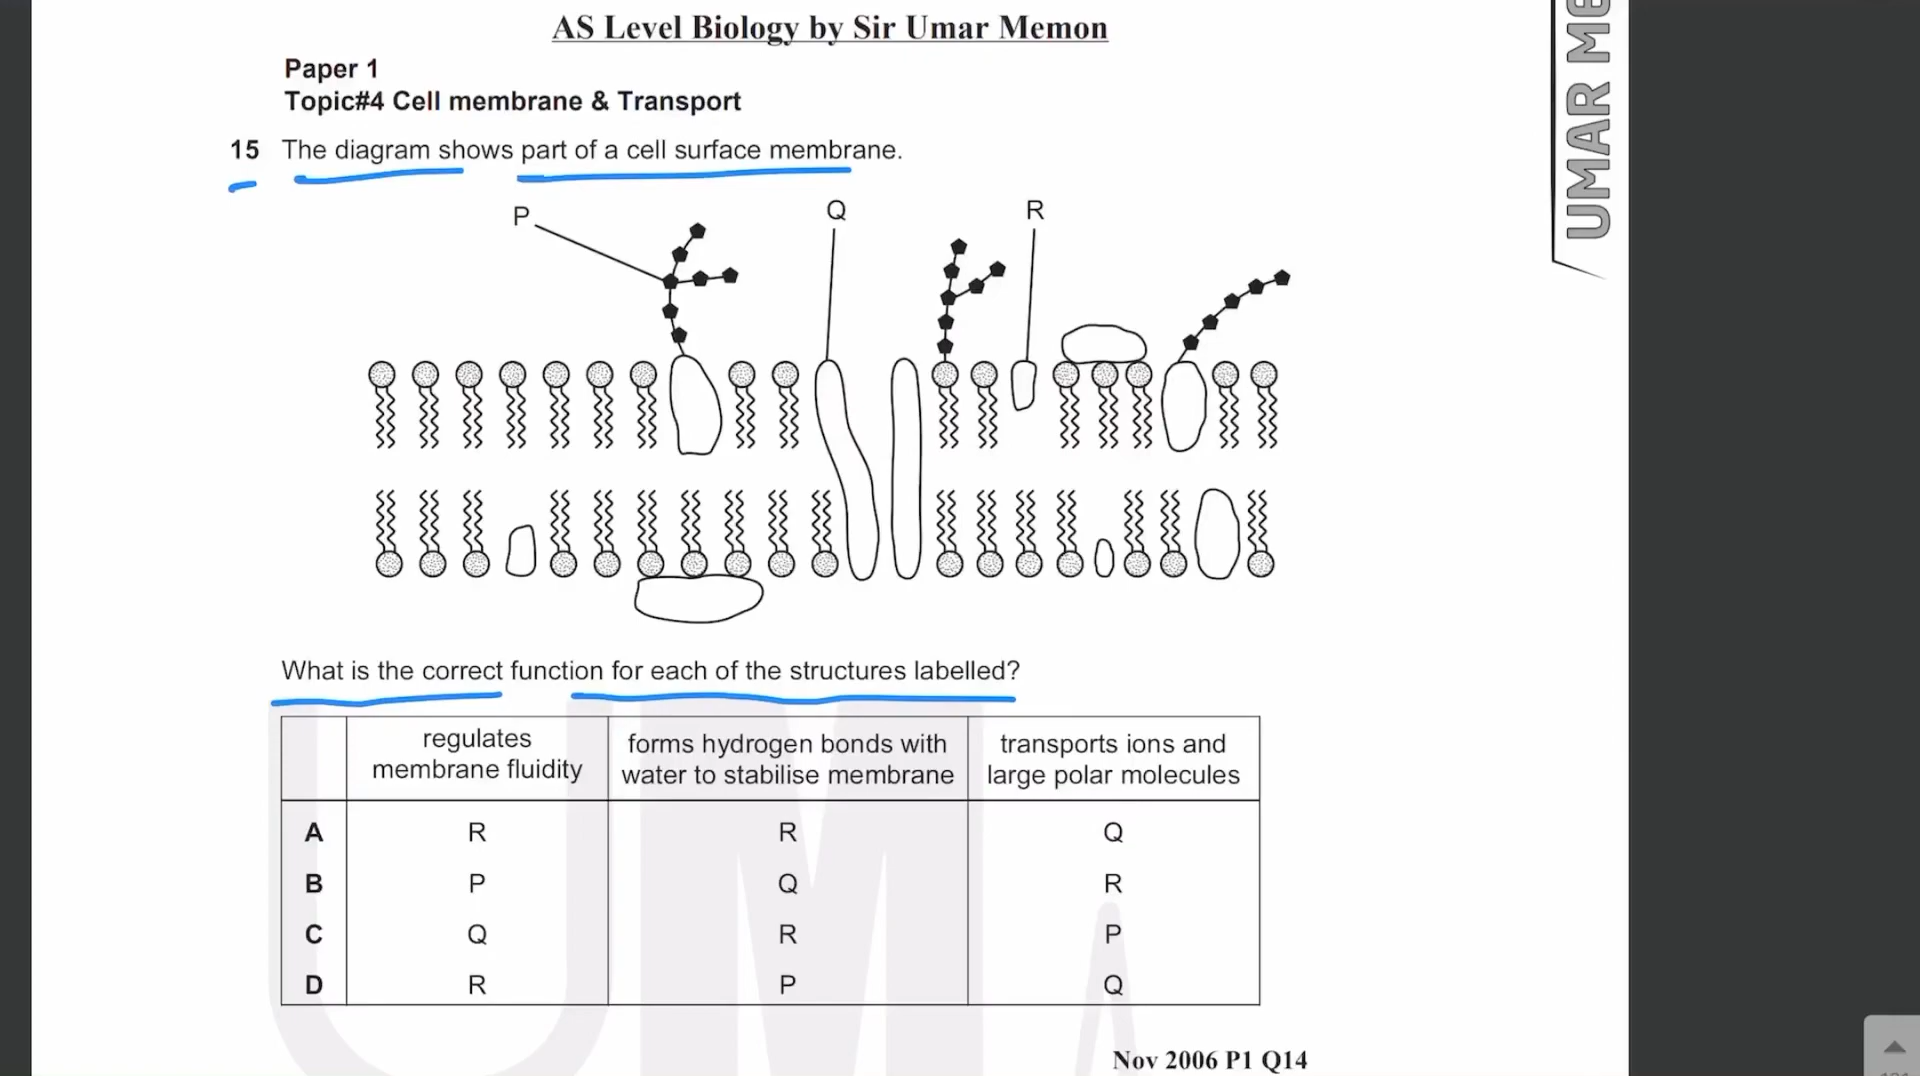 AS Level Biology by Sir Umar Memon
Paper 1
Topic#4 Cell membrane & Transport
15 The diagram shows part of a cell surface membrane.
P Q R
What is the correct function for each of the structures labelled?
regulates membrane fluidity
forms hydrogen bonds with water to stabilise membrane
transports ions and large polar molecules
A R R Q
B P Q R
C Q R P
D R P Q
Nov 2006 P1 Q14
UMAR ME
UM